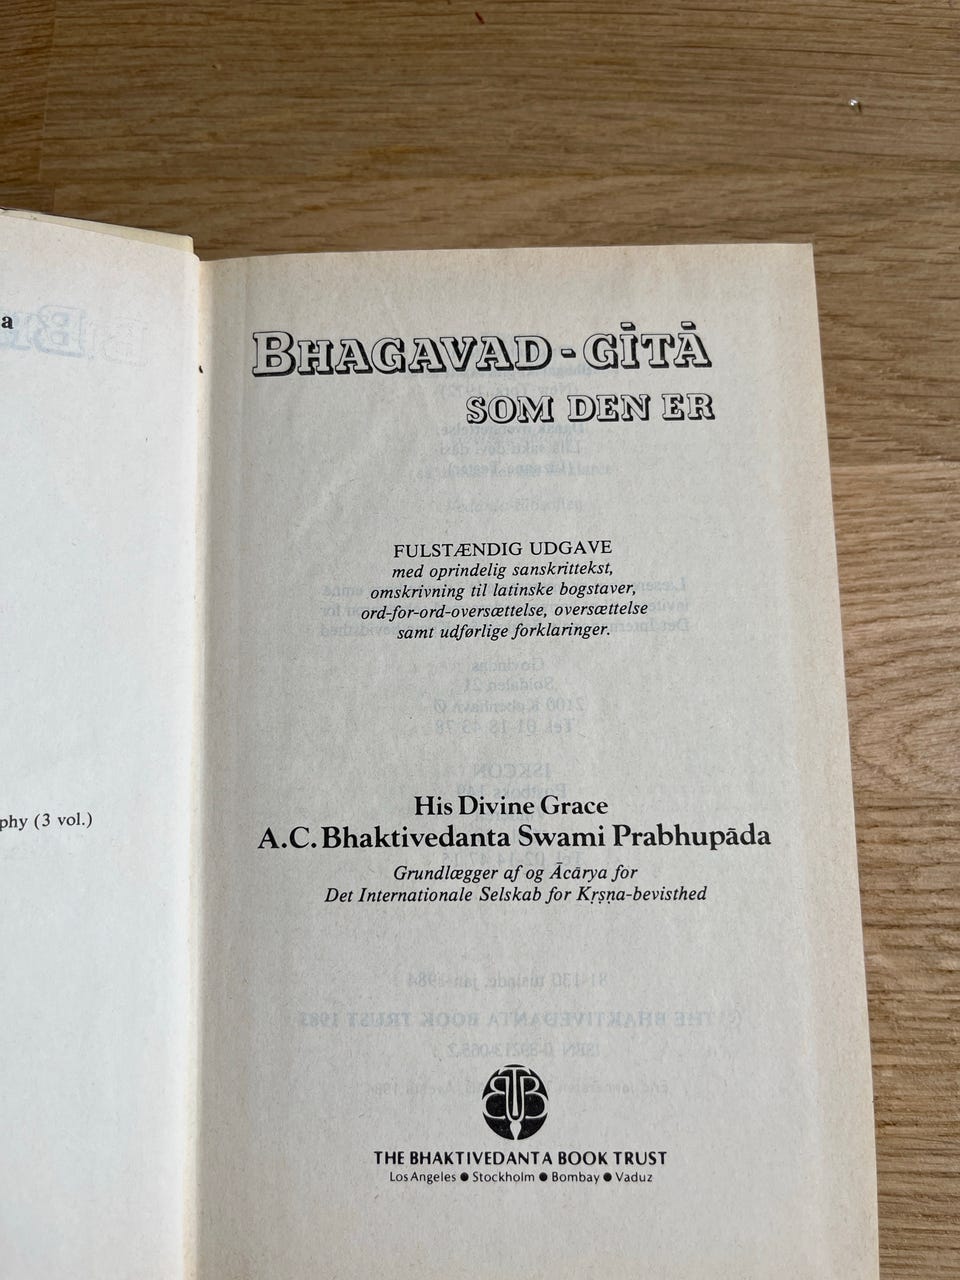 a
phy (3 vol.)
BHAGAVAD-GĪTĀ
SOM DEN ER
FULSTÆNDIG UDGAVE
med oprindelig sanskrittekst,
omskrivning til latinske bogstaver,
ord-for-ord-oversættelse, oversættelse
samt udførlige forklaringer.
His Divine Grace
A.C. Bhaktivedanta Swami Prabhupāda
Grundlægger af og Ācārya for
Det Internationale Selskab for Kṛṣṇa-bevisthed
BBT
THE BHAKTIVEDANTA BOOK TRUST
Los Angeles ● Stockholm ● Bombay ● Vaduz